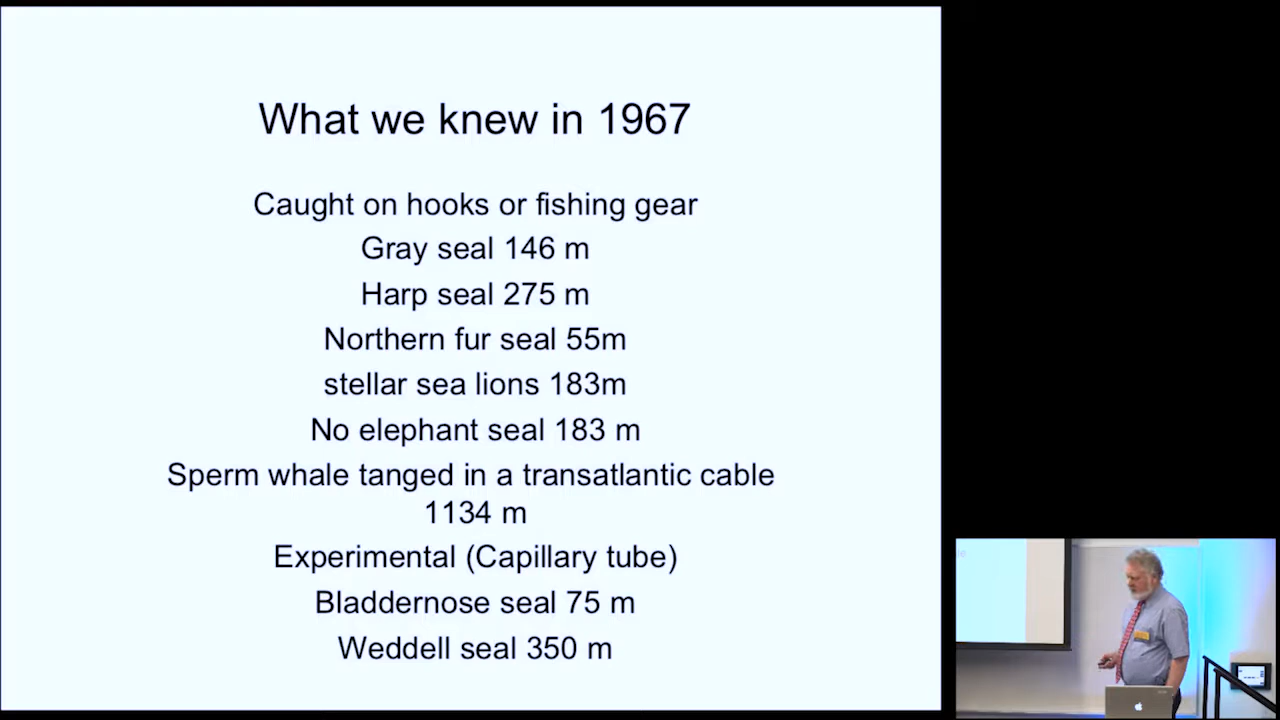 What we knew in 1967
Caught on hooks or fishing gear
Gray seal 146 m
Harp seal 275 m
Northern fur seal 55m
stellar sea lions 183m
No elephant seal 183 m
Sperm whale tanged in a transatlantic cable
1134 m
Experimental (Capillary tube)
Bladdernose seal 75 m
Weddell seal 350 m